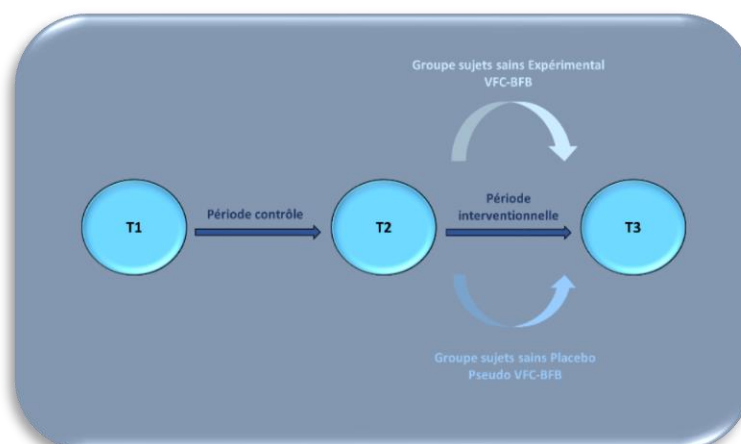 Groupe sujets sains Expérimental
VFC-BFB
T1
Période contrôle
T2
Période
interventionnelle
T3
Groupe sujets sains Placebo
Pseudo VFC-BFB